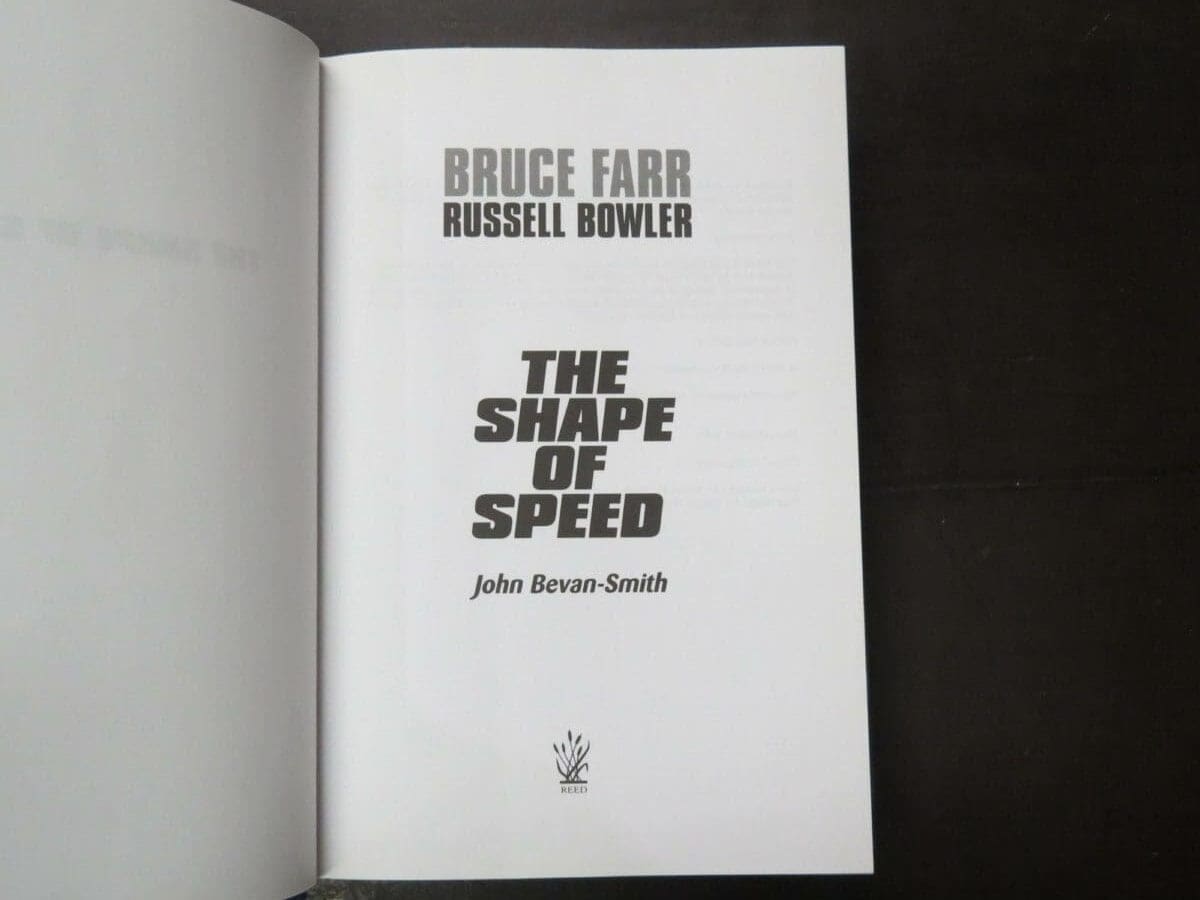 BRUCE FARR
RUSSELL BOWLER
THE
SHAPE
OF
SPEED
John Bevan-Smith
REED